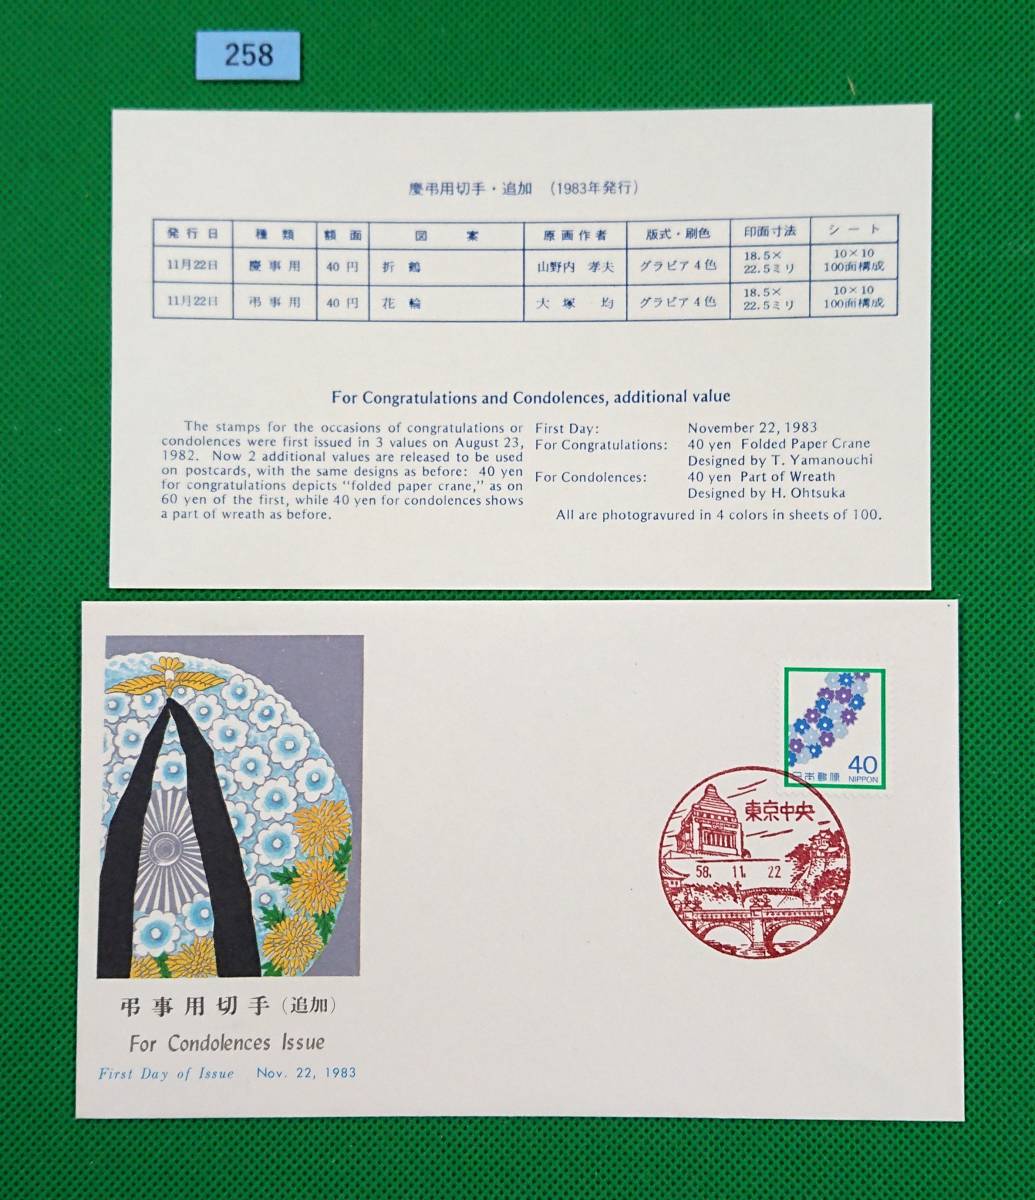 258
慶弔用切手・追加 (1983年発行)
発行日 種類 額面 図案 原画作者 版式・刷色 印面寸法 シート
11月22日 慶事用 40円 折鶴 山野内 孝夫 グラビア4色 18.5× 22.5ミリ 10×10 100面構成
11月22日 弔事用 40円 花輪 大塚 均 グラビア4色 18.5× 22.5ミリ 10×10 100面構成
For Congratulations and Condolences, additional value
The stamps for the occasions of congratulations or
condolences were first issued in 3 values on August 23,
1982. Now 2 additional values are released to be used
on postcards, with the same designs as before: 40 yen
for congratulations depicts "folded paper crane," as on
60 yen of the first, while 40 yen for condolences shows
a part of wreath as before.
First Day: November 22, 1983
For Congratulations: 40 yen Folded Paper Crane
Designed by T. Yamanouchi
For Condolences: 40 yen Part of Wreath
Designed by H. Ohtsuka
All are photogravured in 4 colors in sheets of 100.
日本郵便 40
NIPPON
東京中央
58. 11. 22
弔事用切手(追加)
For Condolences Issue
First Day of Issue Nov. 22, 1983